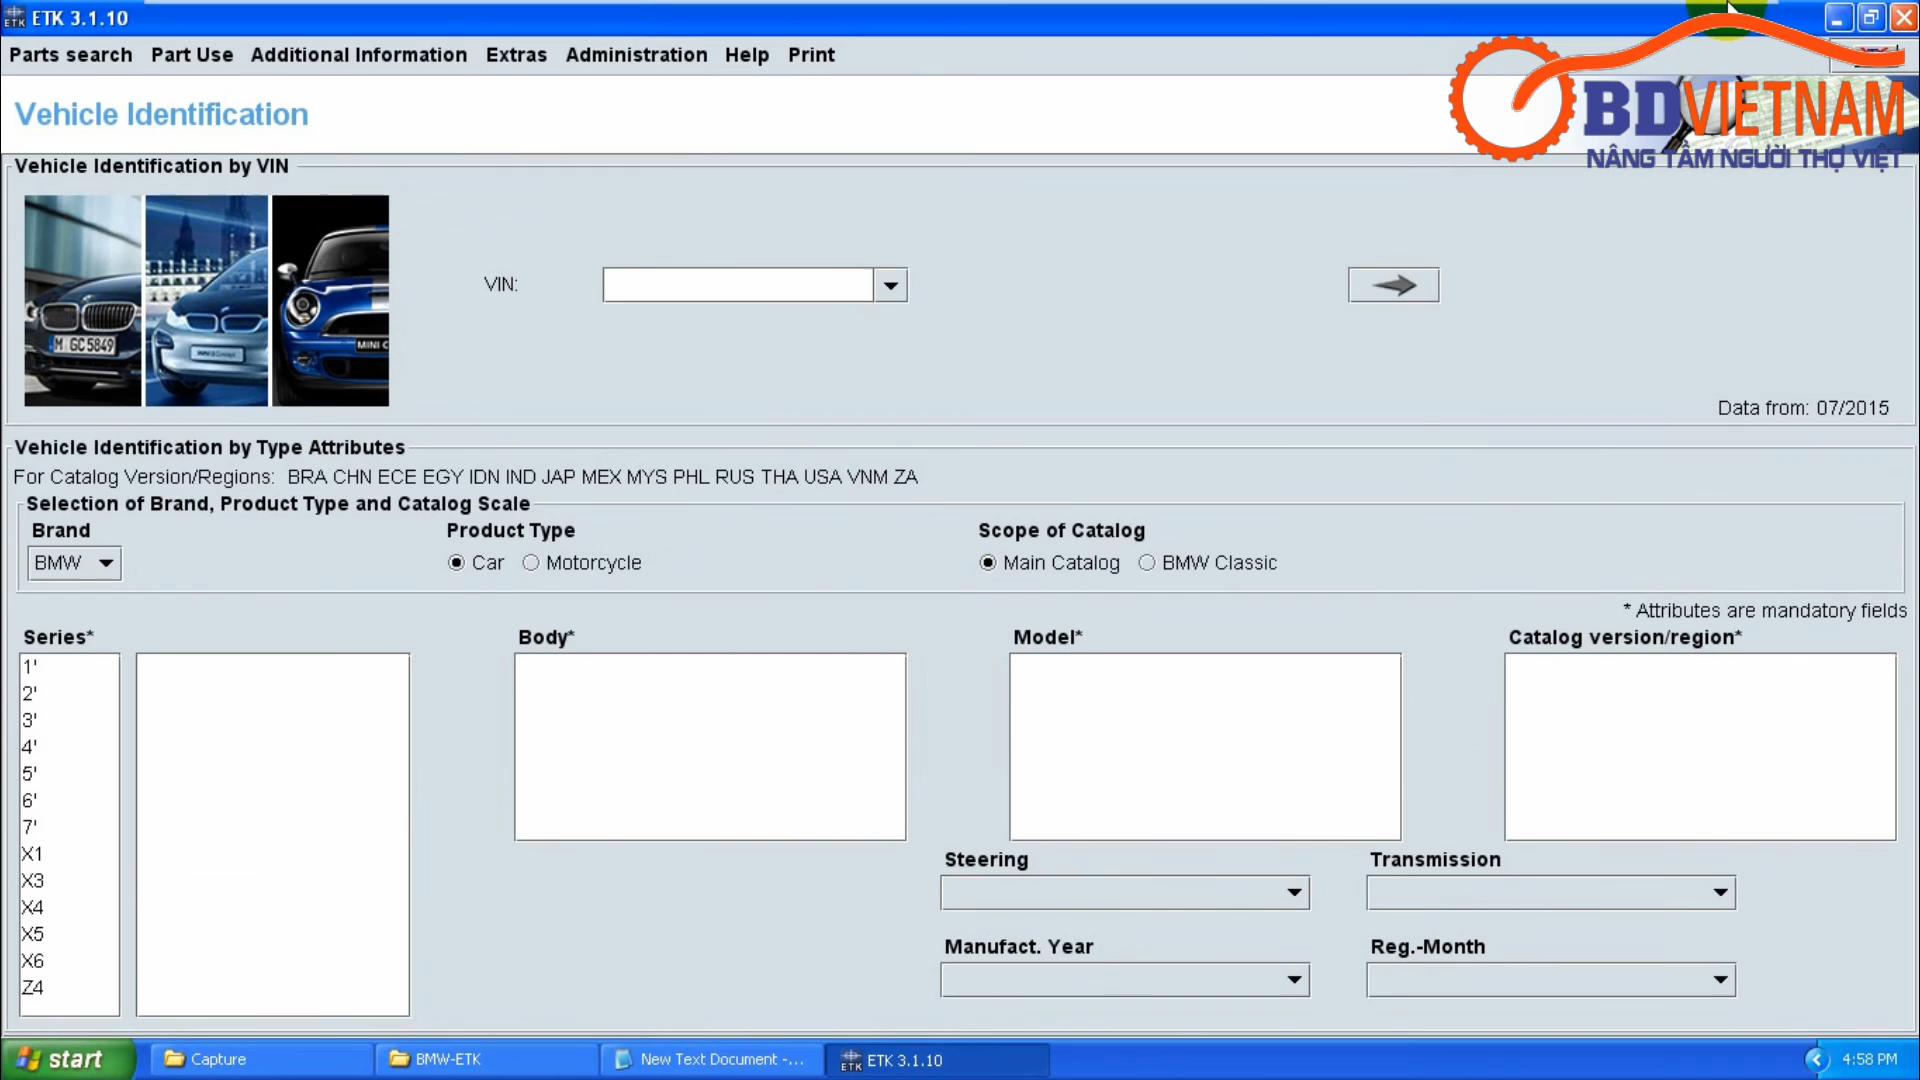 ETK 3.1.10
Parts search Part Use Additional Information Extras Administration Help Print
BDVIETNAM
NÂNG TẦM NGƯỜI THỢ VIỆT
Vehicle Identification
Vehicle Identification by VIN
M GC 5849
MINI C
VIN:
Data from: 07/2015
Vehicle Identification by Type Attributes
For Catalog Version/Regions: BRA CHN ECE EGY IDN IND JAP MEX MYS PHL RUS THA USA VNM ZA
Selection of Brand, Product Type and Catalog Scale
Brand Product Type Scope of Catalog
BMW Car Motorcycle Main Catalog BMW Classic
* Attributes are mandatory fields
Series* Body* Model* Catalog version/region*
1'
2'
3'
4'
5'
6'
7'
X1
X3
X4
X5
X6
Z4
Steering Transmission
Manufact. Year Reg.-Month
start Capture BMW-ETK New Text Document -... ETK ETK 3.1.10 4:58 PM